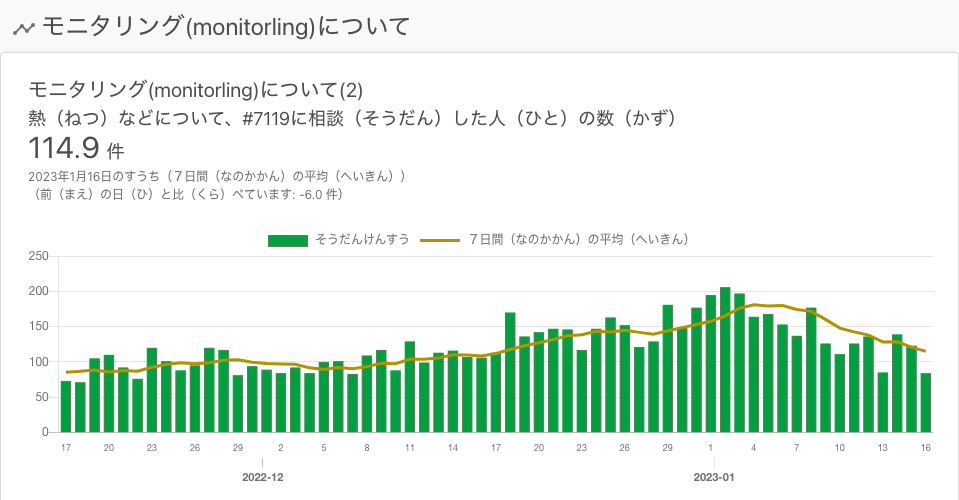 モニタリング(monitorling)について
モニタリング(monitorling)について(2)
熱（ねつ）などについて、#7119に相談（そうだん）した人（ひと）の数（かず）
114.9 件
2023年1月16日のすうち（７日間（なのかかん）の平均（へいきん））
（前（まえ）の日（ひ）と比（くら）べています: -6.0 件）
そうだんけんすう ７日間（なのかかん）の平均（へいきん）
250
200
150
100
50
0
17 20 23 26 29 2 5 8 11 14 17 20 23 26 29 1 4 7 10 13 16
2022-12 2023-01